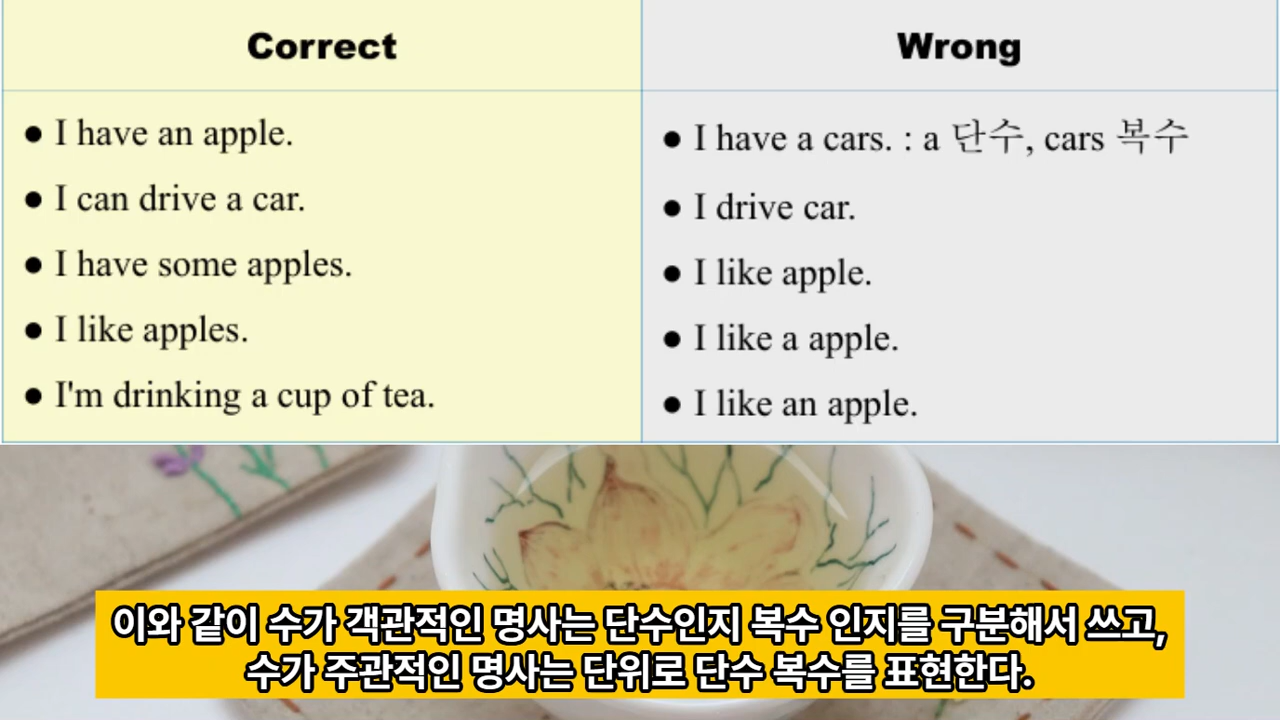 Correct
● I have an apple.
● I can drive a car.
● I have some apples.
● I like apples.
● I'm drinking a cup of tea.
Wrong
● I have a cars. : a 단수, cars 복수
● I drive car.
● I like apple.
● I like a apple.
● I like an apple.
이와 같이 수가 객관적인 명사는 단수인지 복수 인지를 구분해서 쓰고,
수가 주관적인 명사는 단위로 단수 복수를 표현한다.